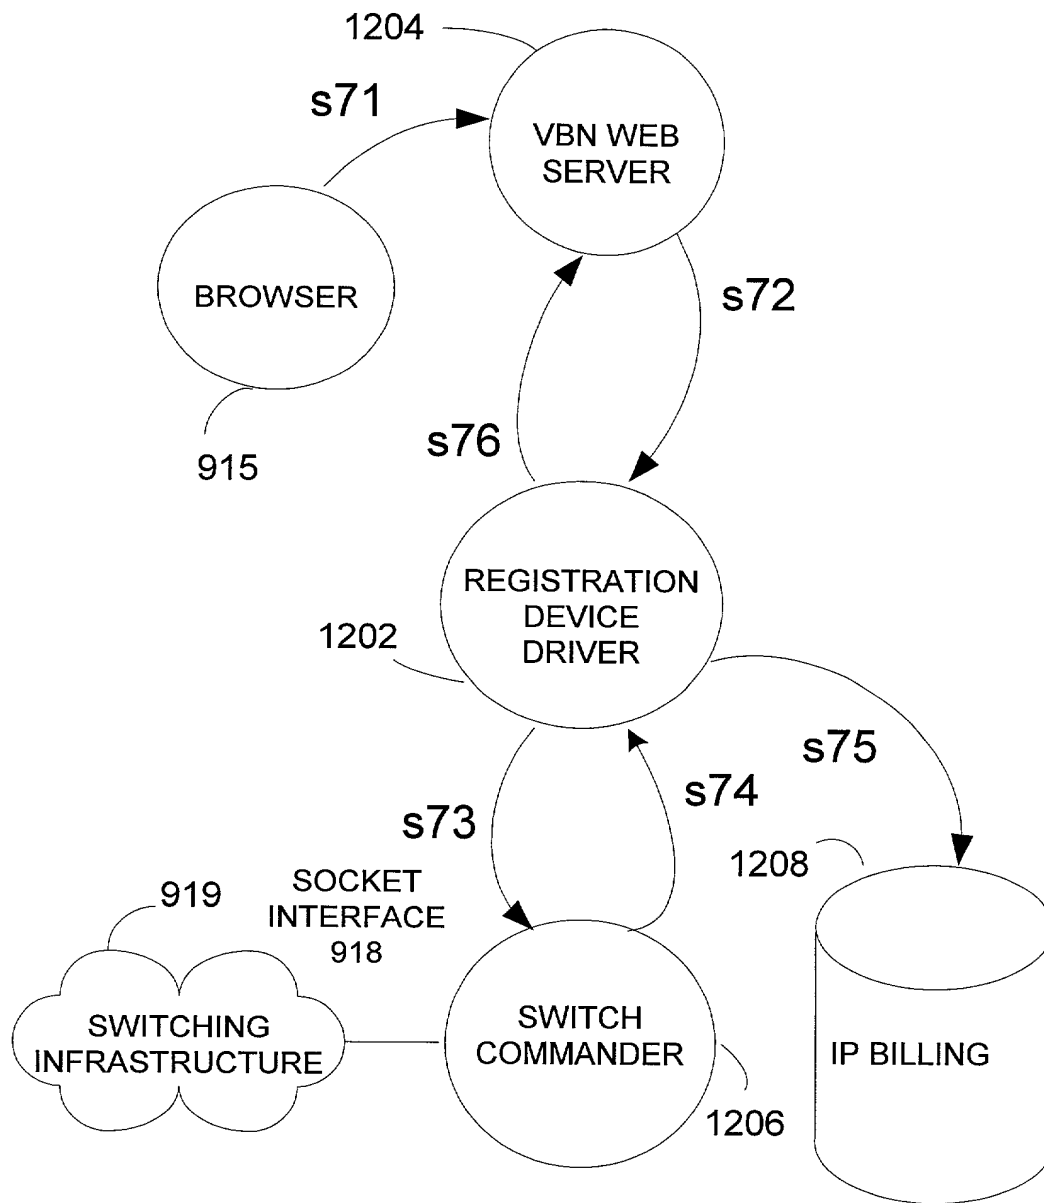 1204
s71
VBN WEB
SERVER
BROWSER
s72
s76
915
REGISTRATION
DEVICE
DRIVER
1202
s75
s74
s73
1208
919
SOCKET
INTERFACE
918
SWITCHING
INFRASTRUCTURE
SWITCH
COMMANDER
IP BILLING
1206